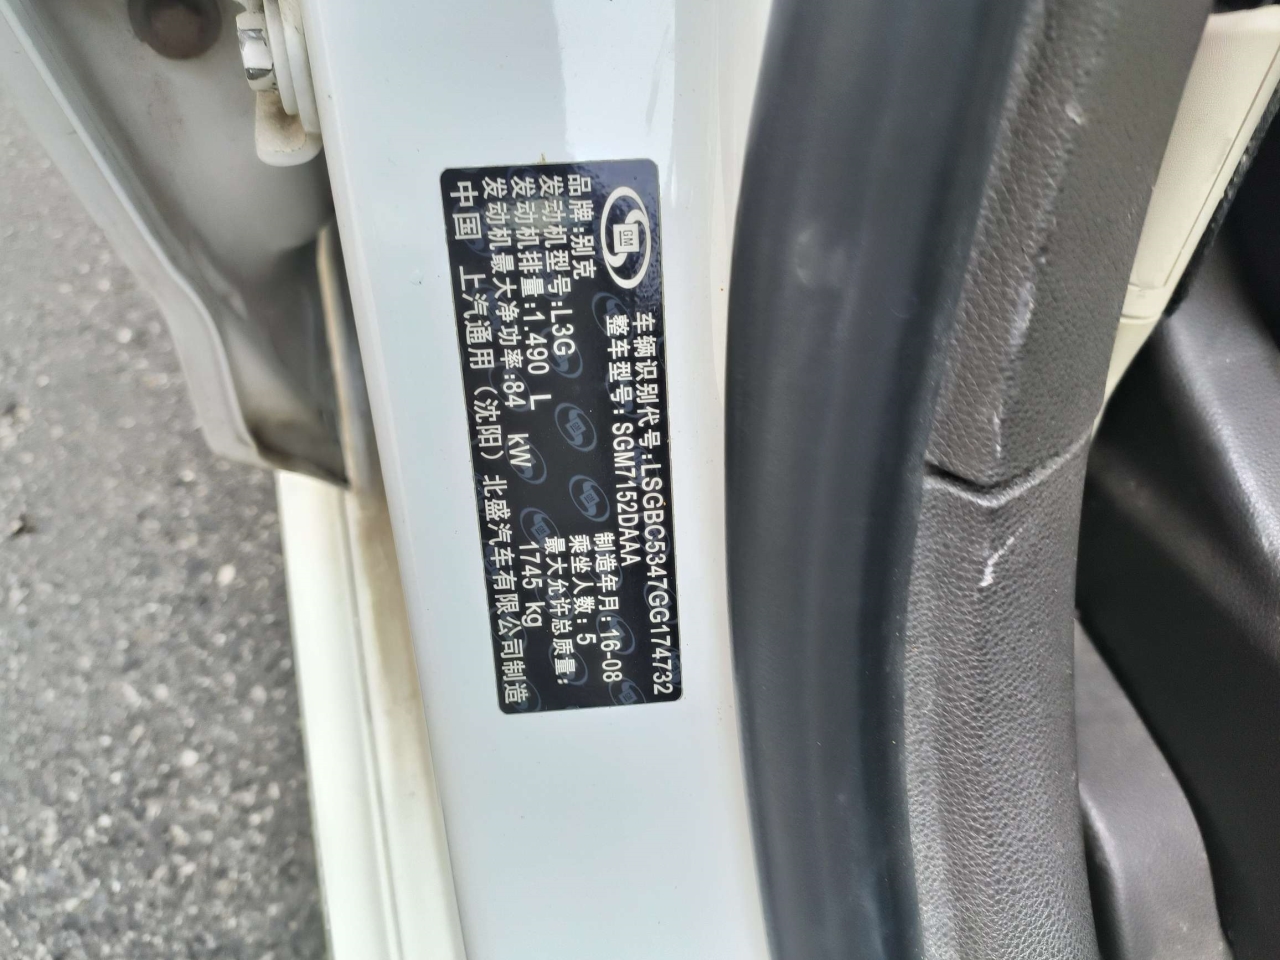 GM
车辆识别代号:LSGBC5347GG174732
整车型号:SGM7152DAAA
品牌:别克
制造年月:16-08
发动机型号:L3G
乘坐人数:5
发动机排量:1.490 L
最大允许总质量:
发动机最大净功率:84 kW
1745 kg
中国 上汽通用(沈阳)北盛汽车有限公司制造